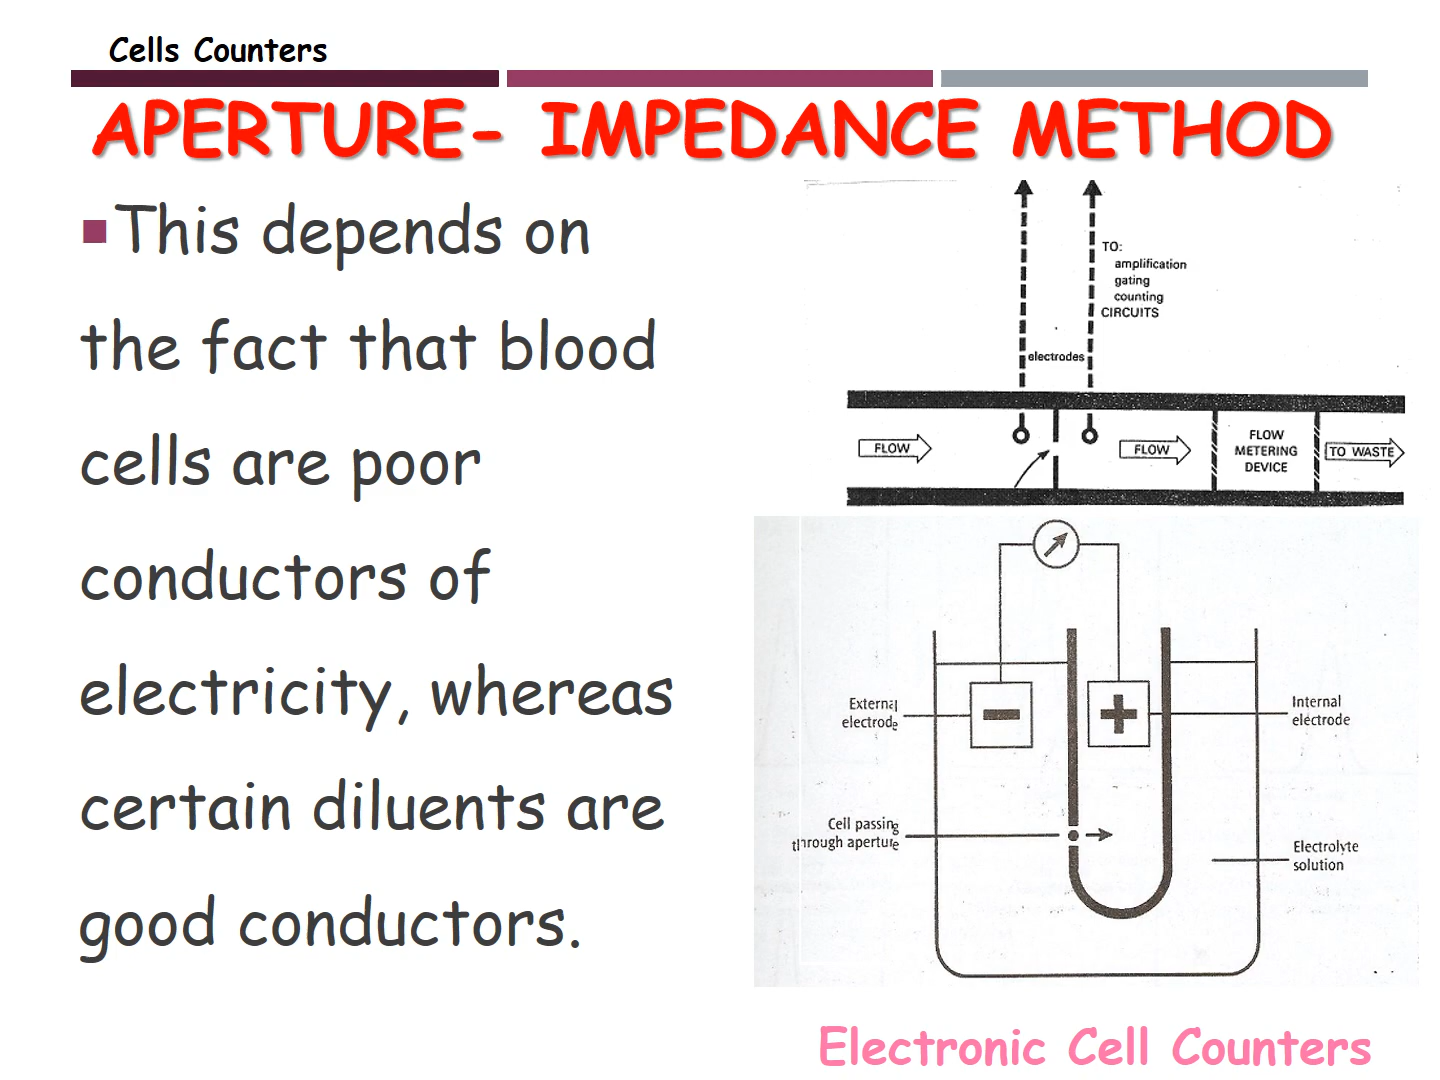 Cells Counters
APERTURE- IMPEDANCE METHOD
This depends on
the fact that blood
cells are poor
conductors of
electricity, whereas
certain diluents are
good conductors.
TO:
amplification
gating
counting
CIRCUITS
electrodes
FLOW
FLOW
FLOW
METERING
DEVICE
TO WASTE
External
electrode
Internal
electrode
Cell passing
through aperture
Electrolyte
solution
Electronic Cell Counters